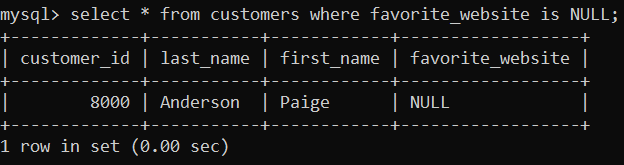 mysql> select * from customers where favorite_website is NULL;
+-------------+-----------+------------+------------------+
| customer_id | last_name | first_name | favorite_website |
+-------------+-----------+------------+------------------+
|        8000 | Anderson  | Paige      | NULL             |
+-------------+-----------+------------+------------------+
1 row in set (0.00 sec)